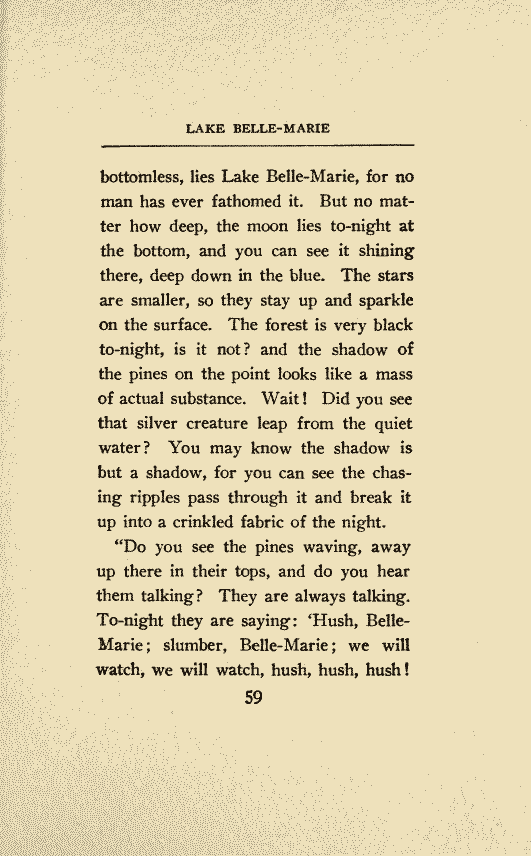 LAKE BELLE-MARIE
bottomless, lies Lake Belle-Marie, for no
man has ever fathomed it. But no mat-
ter how deep, the moon lies to-night at
the bottom, and you can see it shining
there, deep down in the blue. The stars
are smaller, so they stay up and sparkle
on the surface. The forest is very black
to-night, is it not? and the shadow of
the pines on the point looks like a mass
of actual substance. Wait! Did you see
that silver creature leap from the quiet
water? You may know the shadow is
but a shadow, for you can see the chas-
ing ripples pass through it and break it
up into a crinkled fabric of the night.
“Do you see the pines waving, away
up there in their tops, and do you hear
them talking? They are always talking.
To-night they are saying: ‘Hush, Belle-
Marie; slumber, Belle-Marie; we will
watch, we will watch, hush, hush, hush!
59